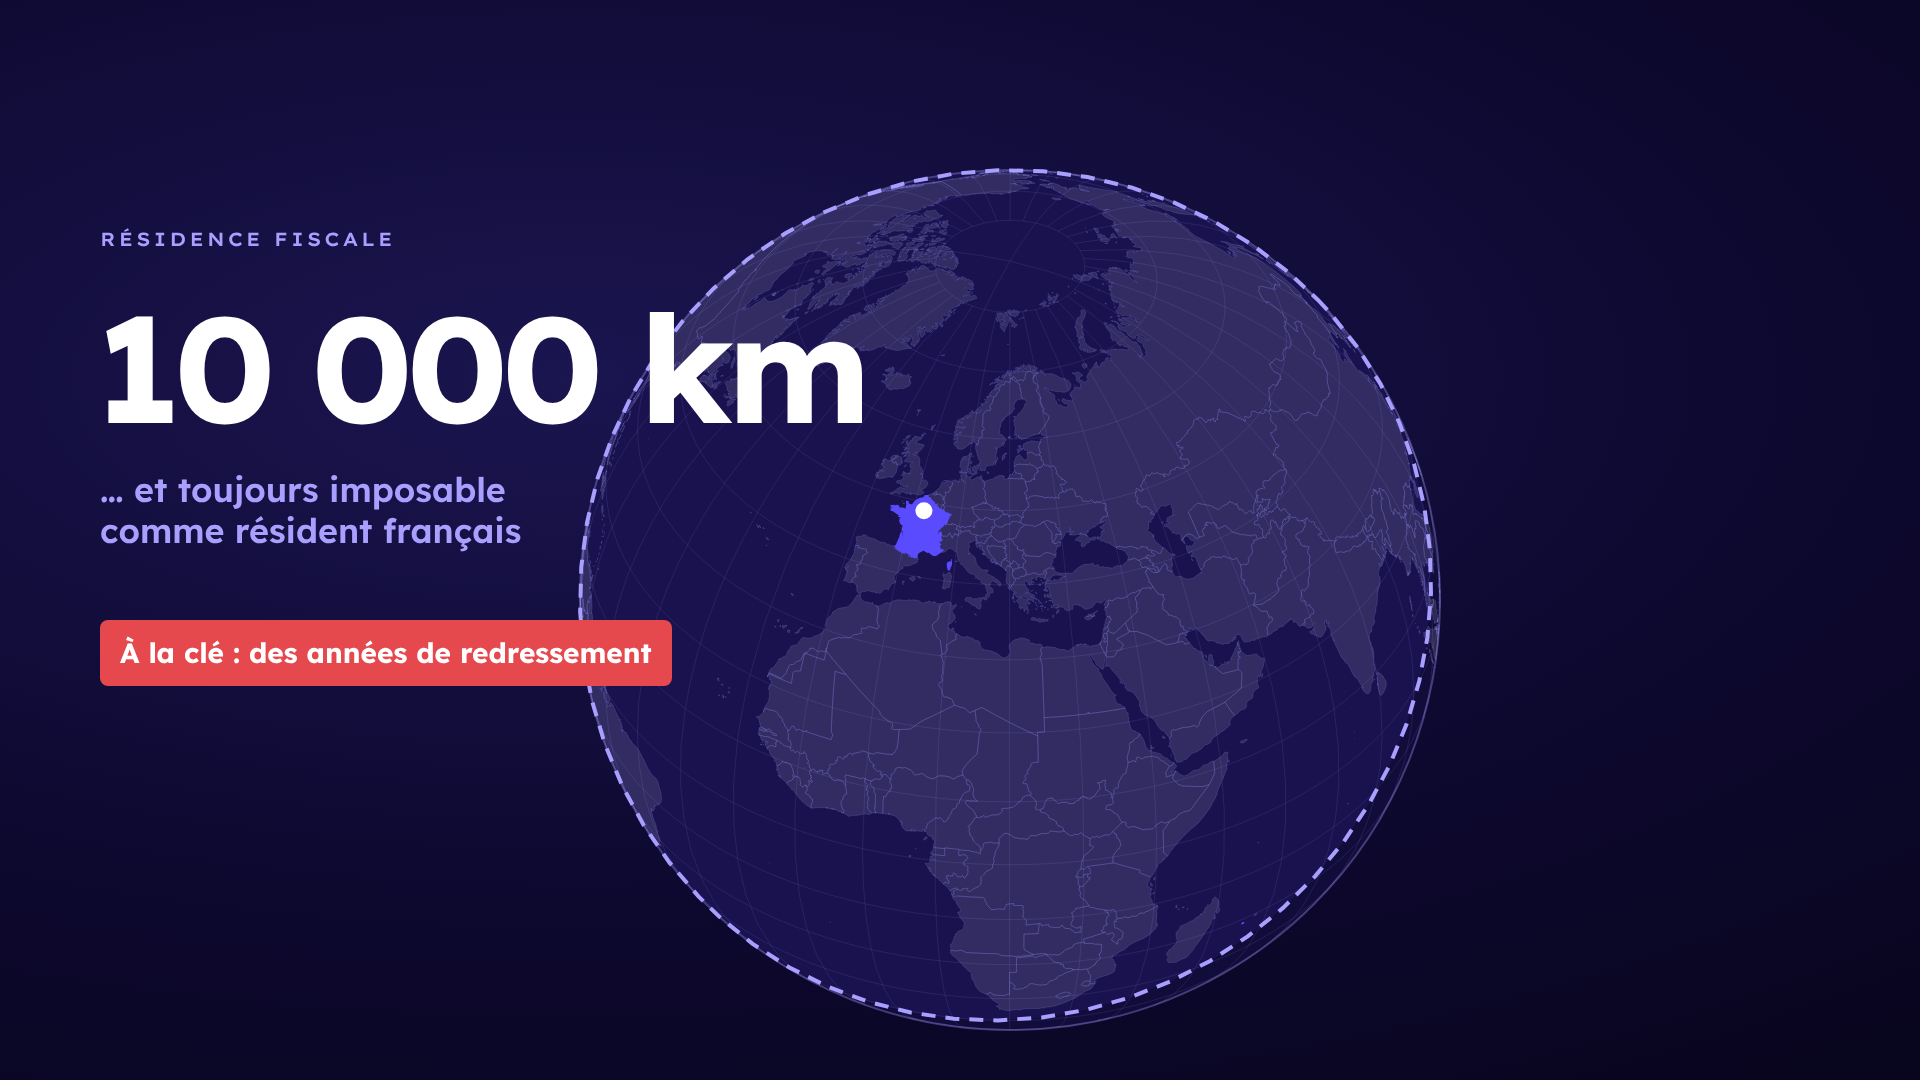 RÉSIDENCE FISCALE
10 000 km
... et toujours imposable
comme résident français
À la clé : des années de redressement